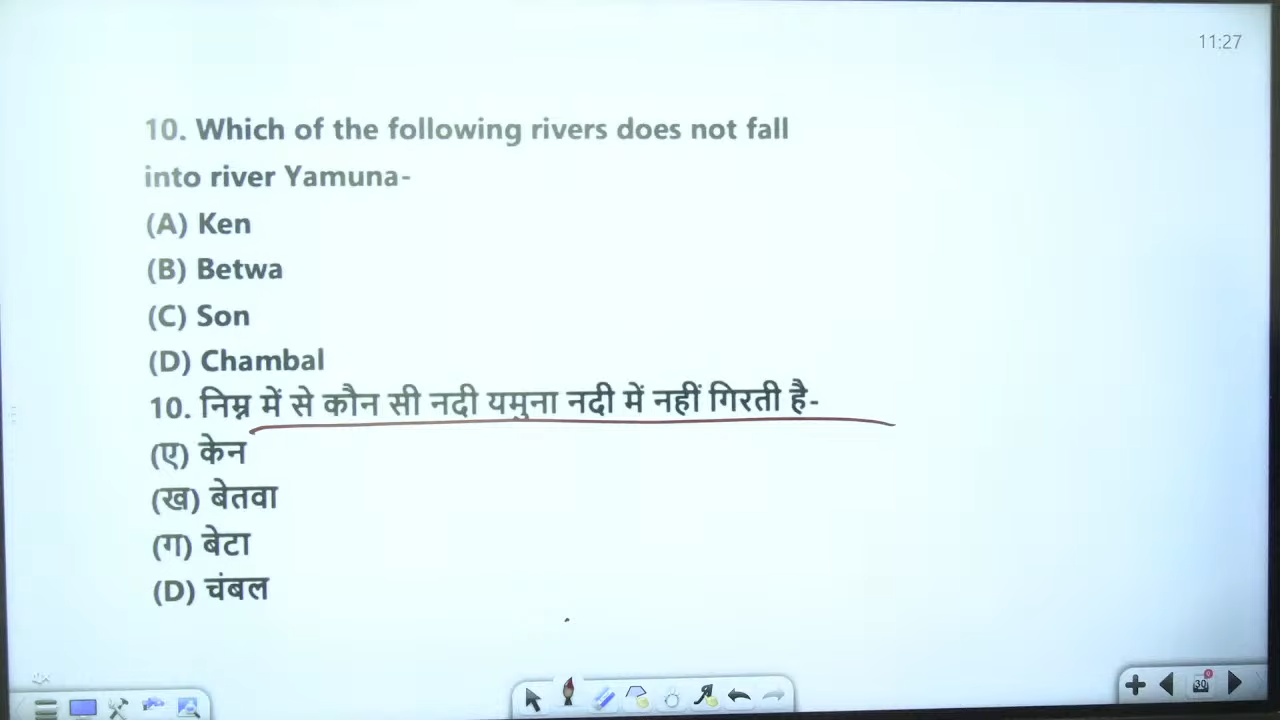 11:27
10. Which of the following rivers does not fall
into river Yamuna-
(A) Ken
(B) Betwa
(C) Son
(D) Chambal
10. निम्न में से कौन सी नदी यमुना नदी में नहीं गिरती है-
(ए) केन
(ख) बेतवा
(ग) बेटा
(D) चंबल
30